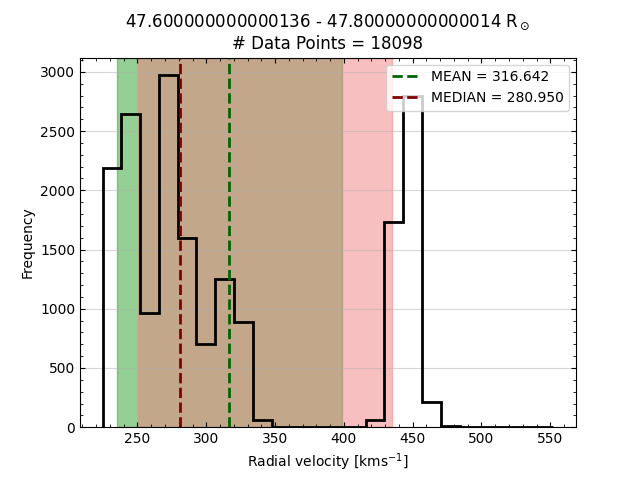 47.600000000000136 - 47.80000000000014 R⊙
# Data Points = 18098
MEAN = 316.642
MEDIAN = 280.950
Frequency
3000
2500
2000
1500
1000
500
0
250 300 350 400 450 500 550
Radial velocity [kms⁻¹]